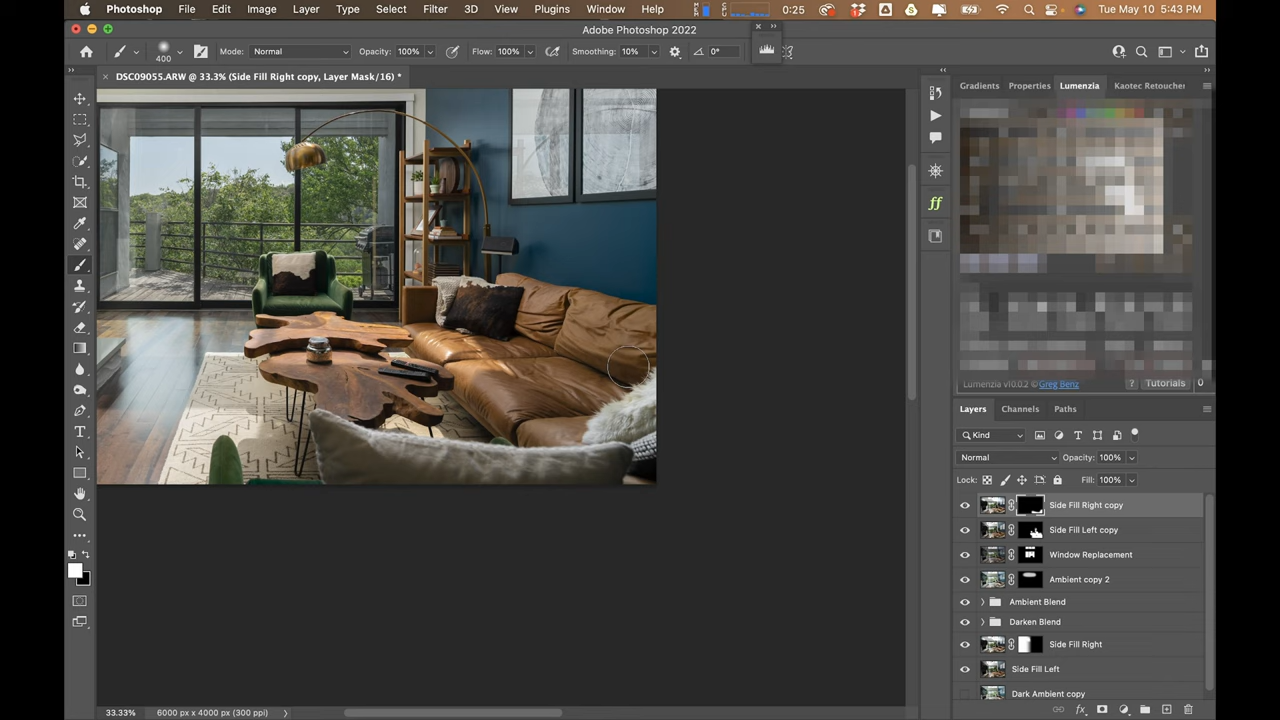 Photoshop File Edit Image Layer Type Select Filter 3D View Plugins Window Help 0:25 Tue May 10 5:43 PM
Adobe Photoshop 2022
400 Mode: Normal Opacity: 100% Flow: 100% Smoothing: 10% 0°
DSC09055.ARW @ 33.3% (Side Fill Right copy, Layer Mask/16) *
Gradients Properties Lumenzia Kaotec Retoucher
Lumenzia v10.0.2 © Greg Benz ? Tutorials 0
Layers Channels Paths
Kind
Normal Opacity: 100%
Lock: Fill: 100%
Side Fill Right copy
Side Fill Left copy
Window Replacement
Ambient copy 2
Ambient Blend
Darken Blend
Side Fill Right
Side Fill Left
Dark Ambient copy
33.33% 6000 px x 4000 px (300 ppi)